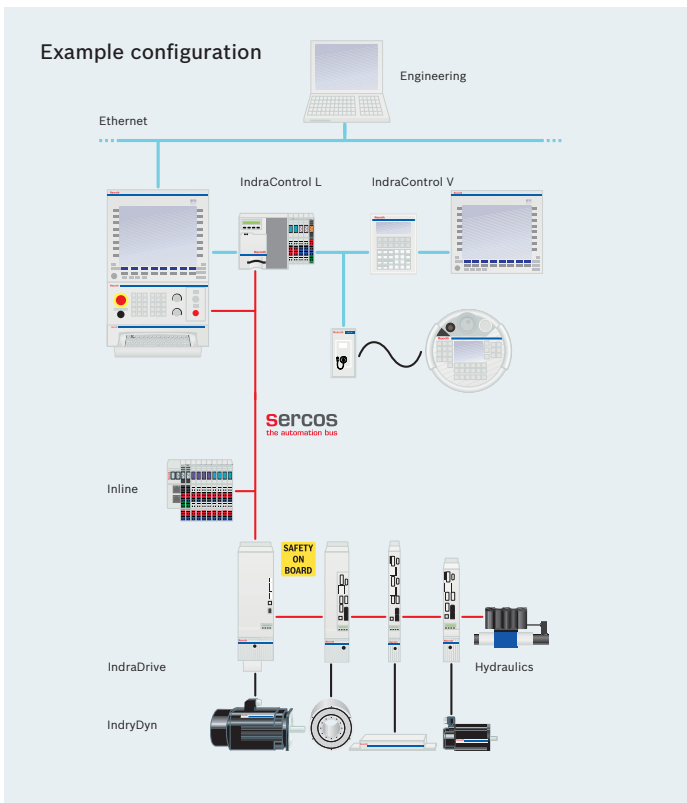 Example configuration
Engineering
Ethernet
IndraControl L
IndraControl V
sercos
the automation bus
Inline
SAFETY
ON
BOARD
IndraDrive
Hydraulics
IndryDyn